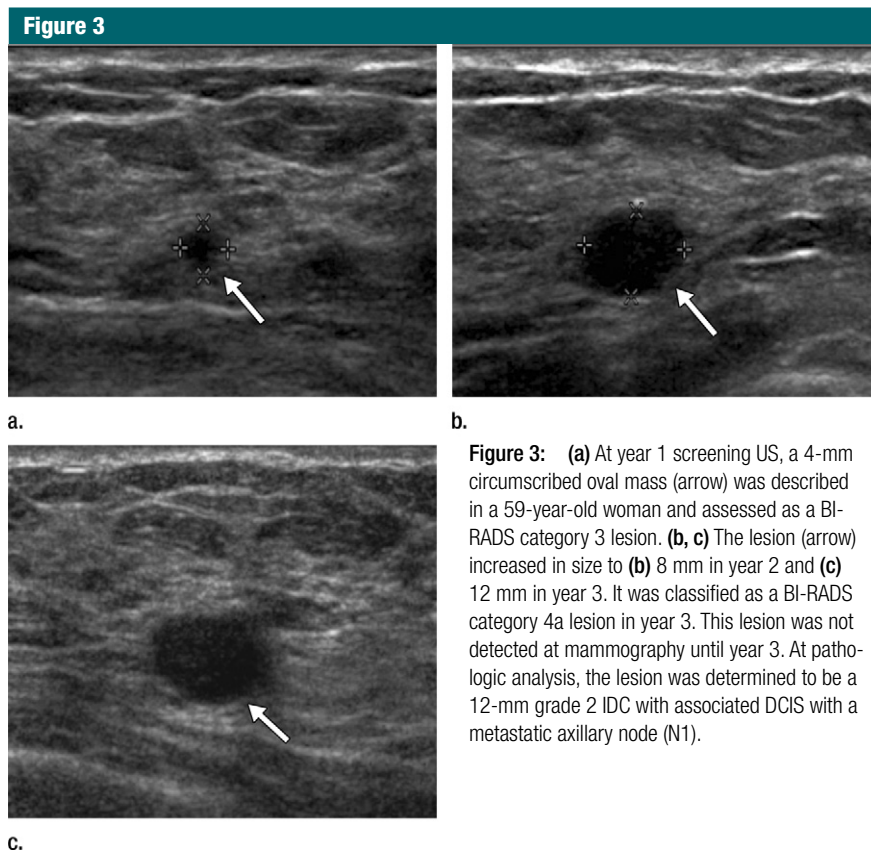 Figure 3
a.
b.
Figure 3: (a) At year 1 screening US, a 4-mm
circumscribed oval mass (arrow) was described
in a 59-year-old woman and assessed as a BI-
RADS category 3 lesion. (b, c) The lesion (arrow)
increased in size to (b) 8 mm in year 2 and (c)
12 mm in year 3. It was classified as a BI-RADS
category 4a lesion in year 3. This lesion was not
detected at mammography until year 3. At patho-
logic analysis, the lesion was determined to be a
12-mm grade 2 IDC with associated DCIS with a
metastatic axillary node (N1).
c.